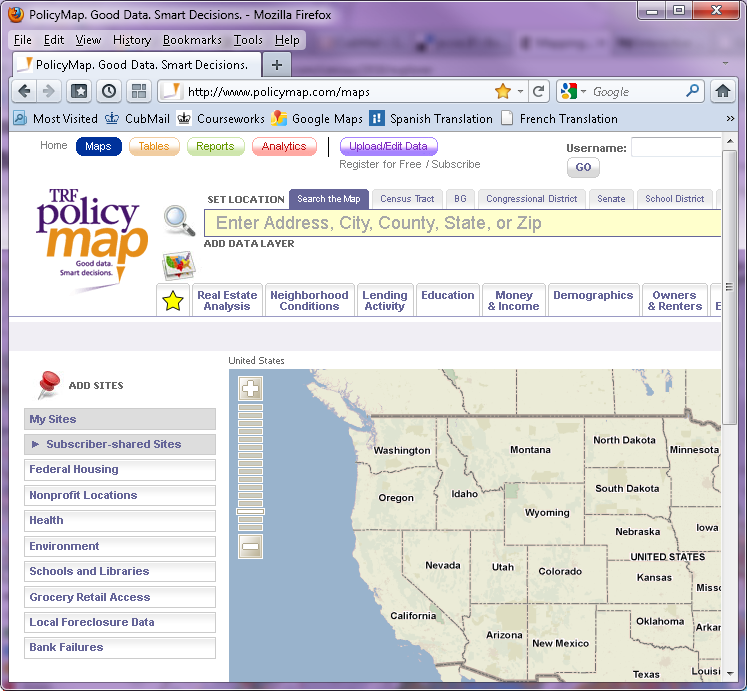 PolicyMap. Good Data. Smart Decisions. - Mozilla Firefox
File Edit View History Bookmarks Tools Help
PolicyMap. Good Data. Smart Decisions.
http://www.policymap.com/maps
Google
Most Visited CubMail Courseworks Google Maps Spanish Translation French Translation
Home Maps Tables Reports Analytics Upload/Edit Data Username:
Register for Free / Subscribe
GO
SET LOCATION Search the Map Census Tract BG Congressional District Senate School District
TRF
policy
map
Good data.
Smart decisions.
Enter Address, City, County, State, or Zip
ADD DATA LAYER
Real Estate Analysis
Neighborhood Conditions
Lending Activity
Education
Money & Income
Demographics
Owners & Renters
E
United States
ADD SITES
My Sites
Subscriber-shared Sites
Federal Housing
Nonprofit Locations
Health
Environment
Schools and Libraries
Grocery Retail Access
Local Foreclosure Data
Bank Failures
Washington
Montana
North Dakota
Minnesota
Oregon
Idaho
South Dakota
Wyoming
Nebraska
Iowa
UNITED STATES
Nevada
Utah
Colorado
Kansas
Misso
California
Oklahoma
Arkan
Arizona
New Mexico
Texas
Louisi